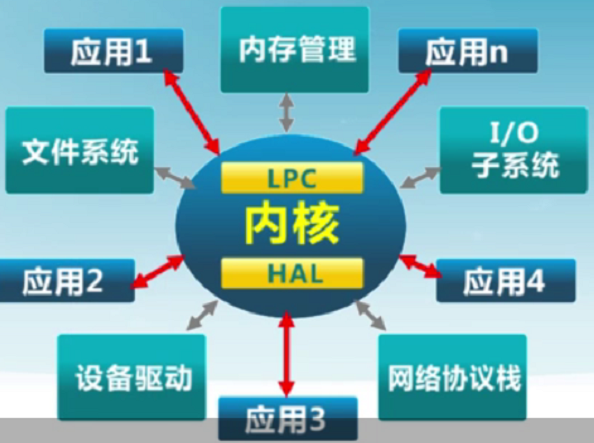 应用1
内存管理
应用n
文件系统
I/O
子系统
LPC
内核
HAL
应用2
应用4
设备驱动
网络协议栈
应用3